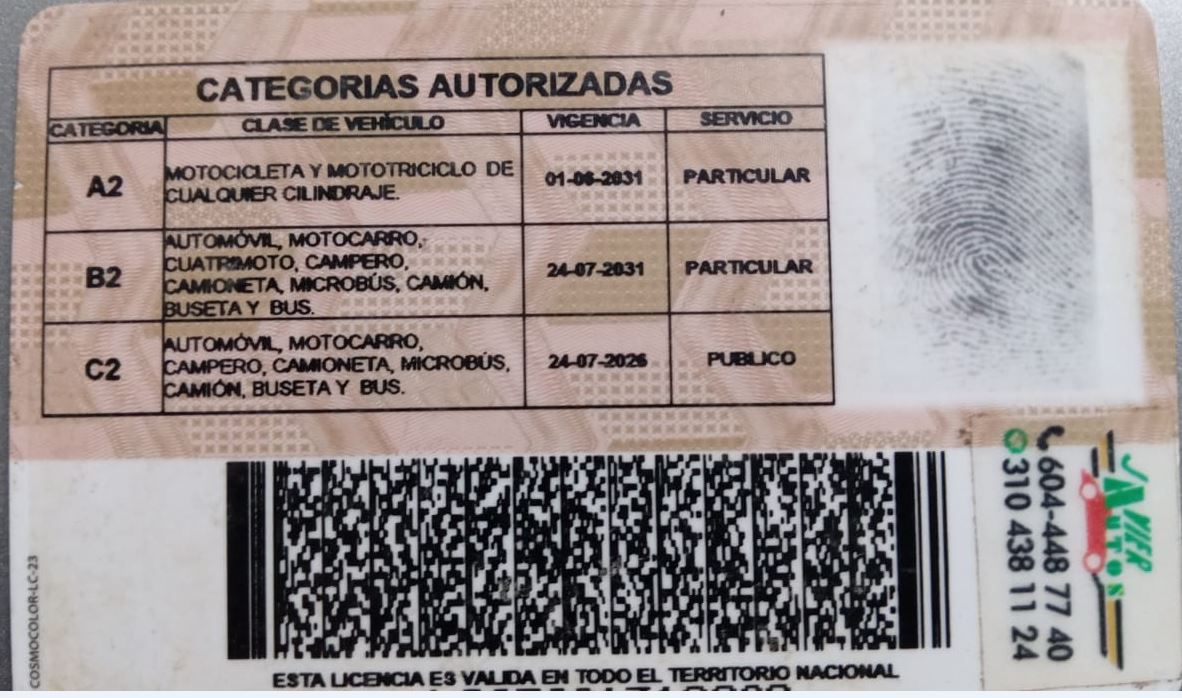 CATEGORIAS AUTORIZADAS
CATEGORIA CLASE DE VEHÍCULO VIGENCIA SERVICIO
A2 MOTOCICLETA Y MOTOTRICICLO DE CUALQUIER CILINDRAJE. 01-06-2031 PARTICULAR
B2 AUTOMÓVIL, MOTOCARRO, CUATRIMOTO, CAMPERO, CAMIONETA, MICROBÚS, CAMIÓN, BUSETA Y BUS. 24-07-2031 PARTICULAR
C2 AUTOMÓVIL, MOTOCARRO, CAMPERO, CAMIONETA, MICROBÚS, CAMIÓN, BUSETA Y BUS. 24-07-2026 PUBLICO
COSMOCOLOR-LC-23
AUTOS
604-448 77 40
310 438 11 24
ESTA LICENCIA ES VALIDA EN TODO EL TERRITORIO NACIONAL